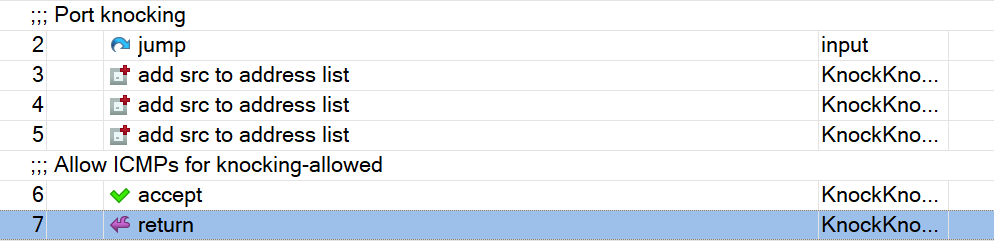 ;;; Port knocking
2 jump input
3 add src to address list KnockKno...
4 add src to address list KnockKno...
5 add src to address list KnockKno...
;;; Allow ICMPs for knocking-allowed
6 accept KnockKno...
7 return KnockKno...